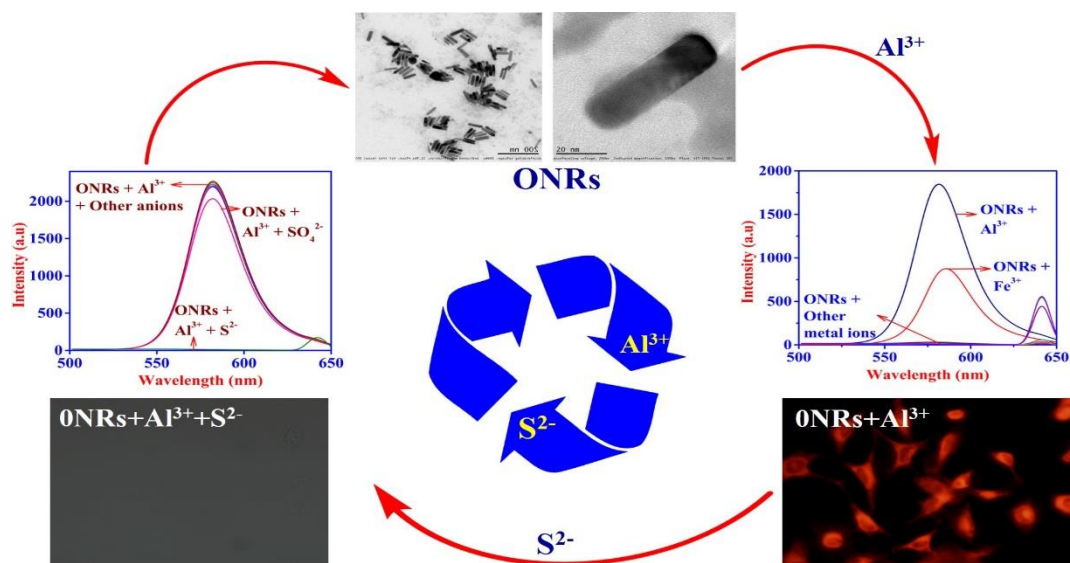 Al³⁺
200 nm
20 nm
ONRs
Intensity (a.u)
2000
1500
1000
500
0
ONRs + Al³⁺
+ Other anions
ONRs +
Al³⁺ + SO₄²⁻
ONRs +
Al³⁺ + S²⁻
500
550
600
650
Wavelength (nm)
Intensity (a.u)
2000
1500
1000
500
0
ONRs +
Al³⁺
ONRs +
Fe³⁺
ONRs +
Other
metal ions
500
550
600
650
Wavelength (nm)
Al³⁺
S²⁻
0NRs+Al³⁺+S²⁻
0NRs+Al³⁺
S²⁻